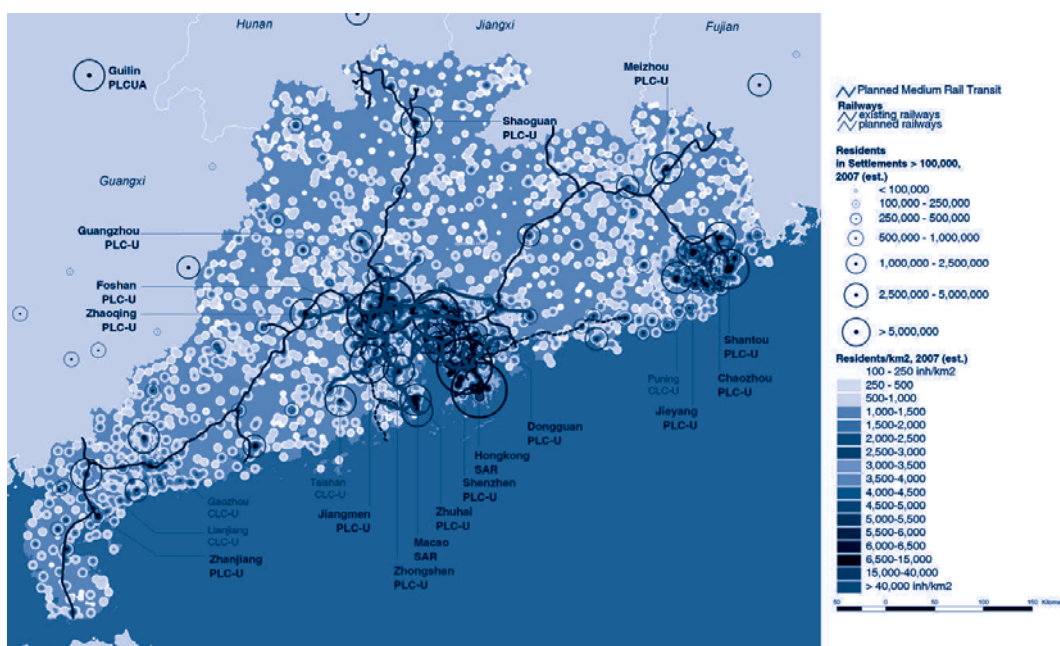 Hunan
Jiangxi
Fujian
Guilin
PLCUA
Meizhou
PLC-U
Shaoguan
PLC-U
Guangxi
Guangzhou
PLC-U
Foshan
PLC-U
Zhaoqing
PLC-U
Shantou
PLC-U
Puning
CLC-U
Chaozhou
PLC-U
Jieyang
PLC-U
Dongguan
PLC-U
Hongkong
SAR
Shenzhen
PLC-U
Taishan
CLC-U
Jiangmen
PLC-U
Zhuhai
PLC-U
Macao
SAR
Zhongshan
PLC-U
Gaozhou
CLC-U
Lianjiang
CLC-U
Zhanjiang
PLC-U
Planned Medium Rail Transit
Railways
existing railways
planned railways
Residents
in Settlements > 100,000,
2007 (est.)
< 100,000
100,000 - 250,000
250,000 - 500,000
500,000 - 1,000,000
1,000,000 - 2,500,000
2,500,000 - 5,000,000
> 5,000,000
Residents/km2, 2007 (est.)
100 - 250 inh/km2
250 - 500
500-1,000
1,000-1,500
1,500-2,000
2,000-2,500
2,500-3,000
3,000-3,500
3,500-4,000
4,000-4,500
4,500-5,000
5,000-5,500
5,500-6,000
6,000-6,500
6,500-15,000
15,000-40,000
> 40,000 inh/km2
50 0 50 100 150 Kilome